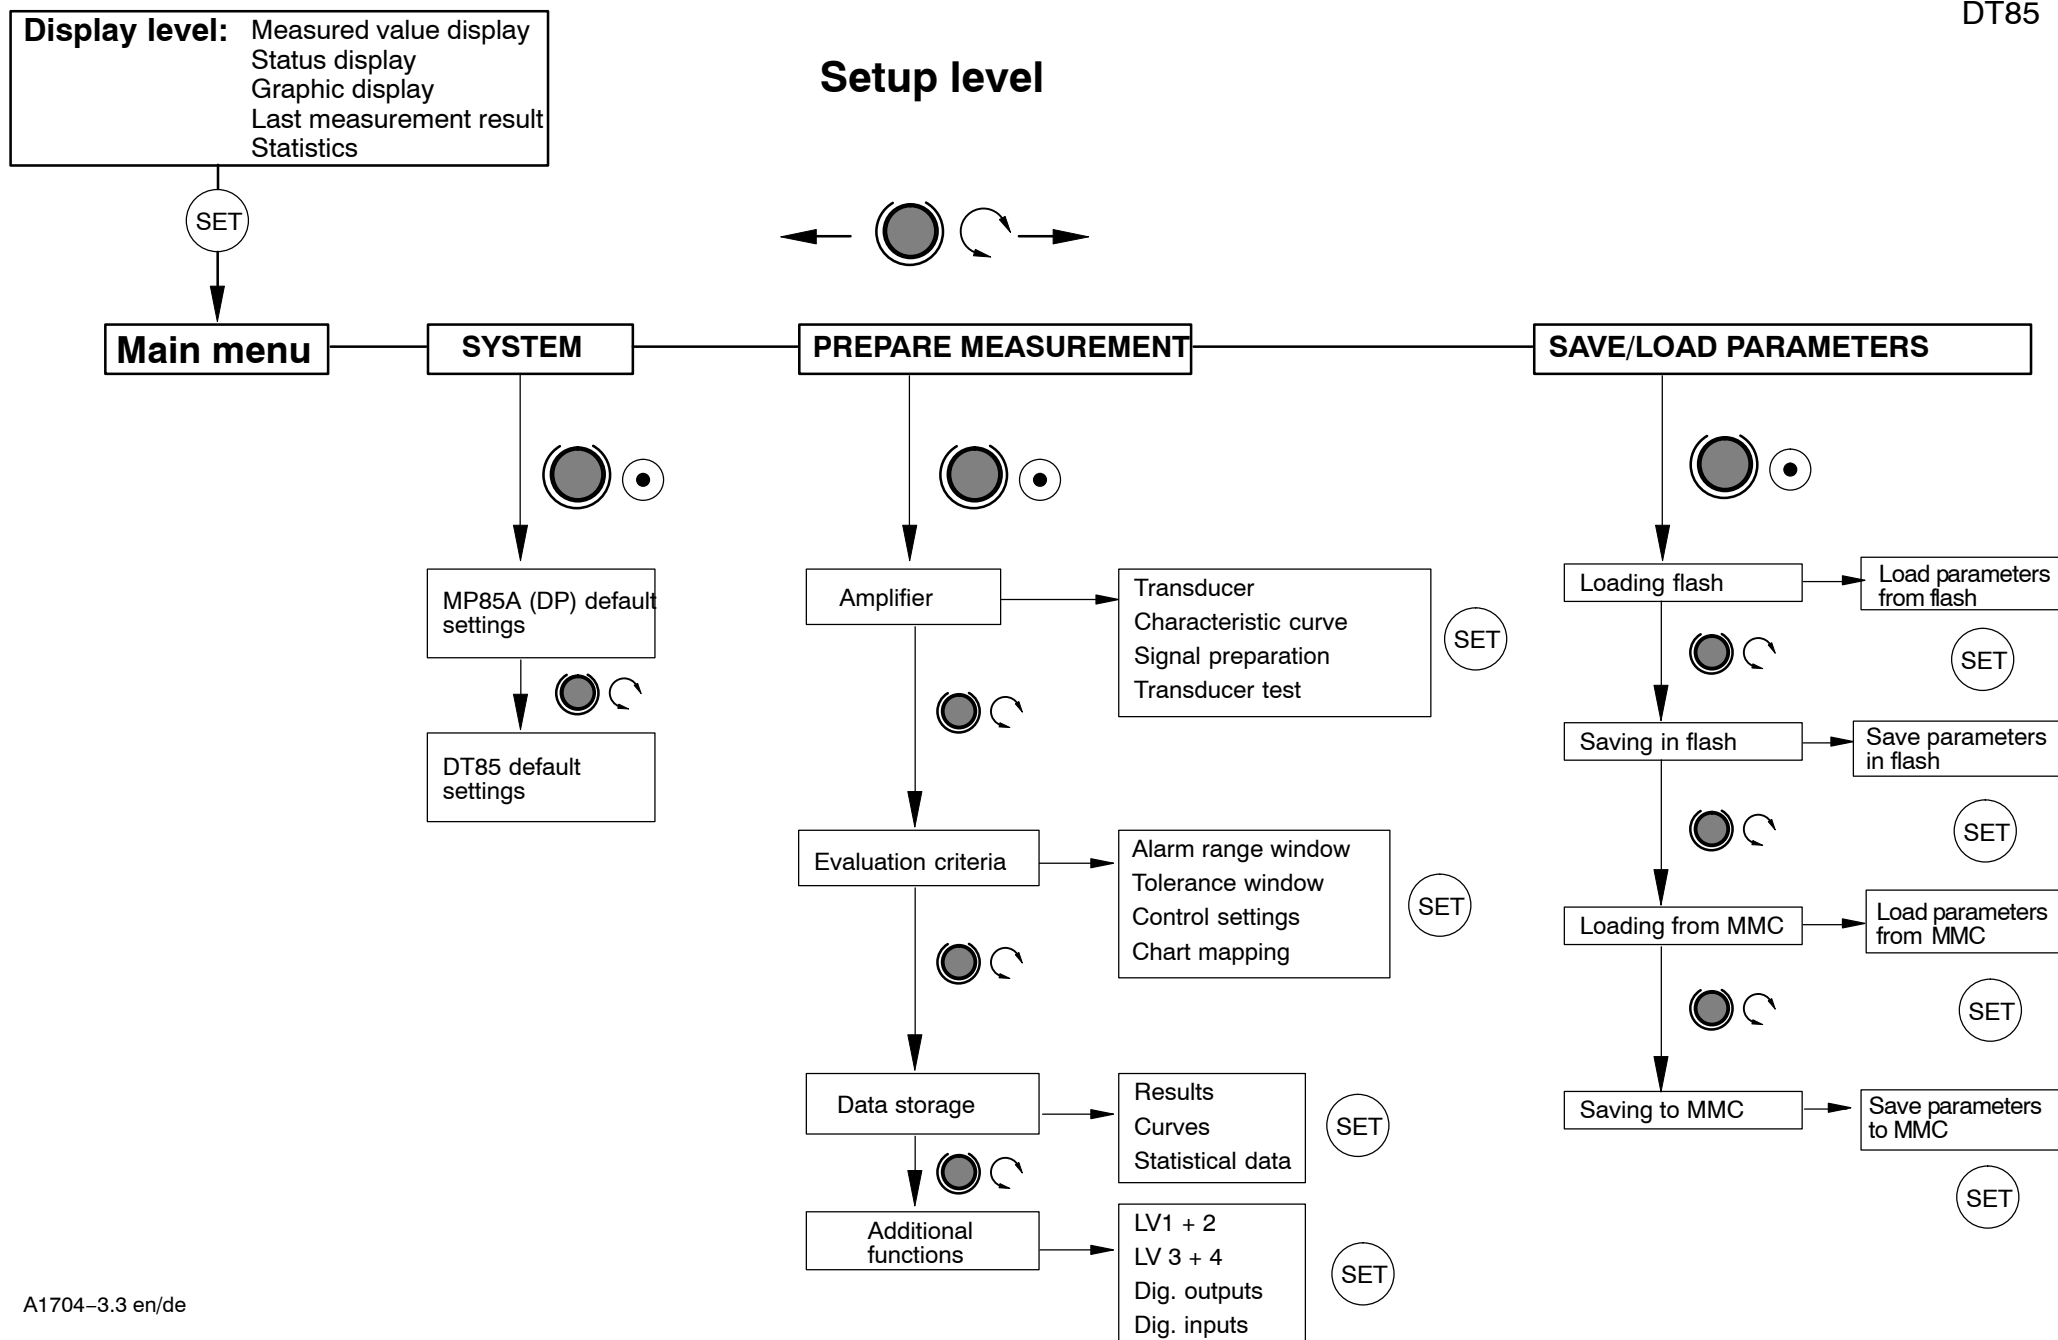 DT85
Display level: Measured value display
Status display
Graphic display
Last measurement result
Statistics
Setup level
SET
Main menu
SYSTEM
PREPARE MEASUREMENT
SAVE/LOAD PARAMETERS
MP85A (DP) default
settings
DT85 default
settings
Amplifier
Transducer
Characteristic curve
Signal preparation
Transducer test
SET
Evaluation criteria
Alarm range window
Tolerance window
Control settings
Chart mapping
SET
Data storage
Results
Curves
Statistical data
SET
Additional
functions
LV1 + 2
LV 3 + 4
Dig. outputs
Dig. inputs
SET
Loading flash
Load parameters
from flash
SET
Saving in flash
Save parameters
in flash
SET
Loading from MMC
Load parameters
from MMC
SET
Saving to MMC
Save parameters
to MMC
SET
A1704–3.3 en/de